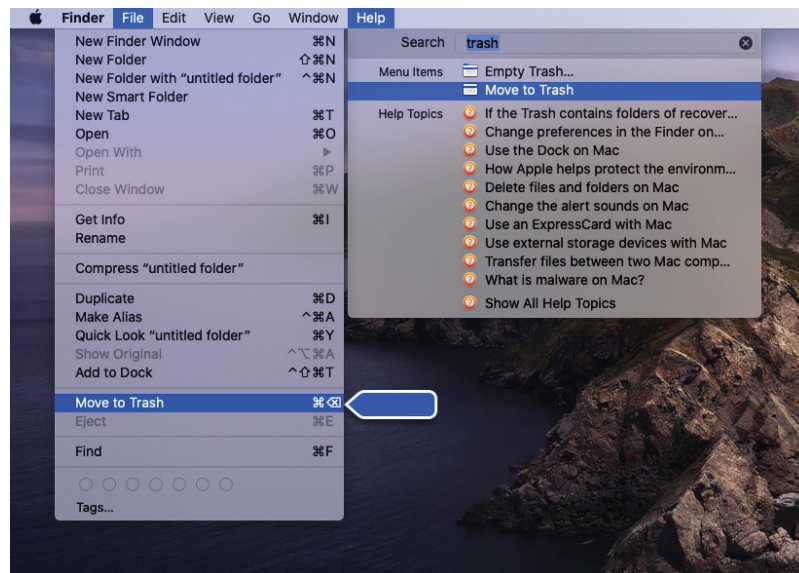 Finder File Edit View Go Window Help
New Finder Window ⌘N
New Folder ⇧⌘N
New Folder with “untitled folder” ^⌘N
New Smart Folder
New Tab ⌘T
Open ⌘O
Open With ▶
Print ⌘P
Close Window ⌘W
Get Info ⌘I
Rename
Compress “untitled folder”
Duplicate ⌘D
Make Alias ^⌘A
Quick Look “untitled folder” ⌘Y
Show Original ^⌥⌘A
Add to Dock ^⇧⌘T
Move to Trash ⌘⌫
Eject ⌘E
Find ⌘F
Tags...
Search trash
Menu Items Empty Trash...
Move to Trash
Help Topics If the Trash contains folders of recover...
Change preferences in the Finder on...
Use the Dock on Mac
How Apple helps protect the environm...
Delete files and folders on Mac
Change the alert sounds on Mac
Use an ExpressCard with Mac
Use external storage devices with Mac
Transfer files between two Mac comp...
What is malware on Mac?
Show All Help Topics